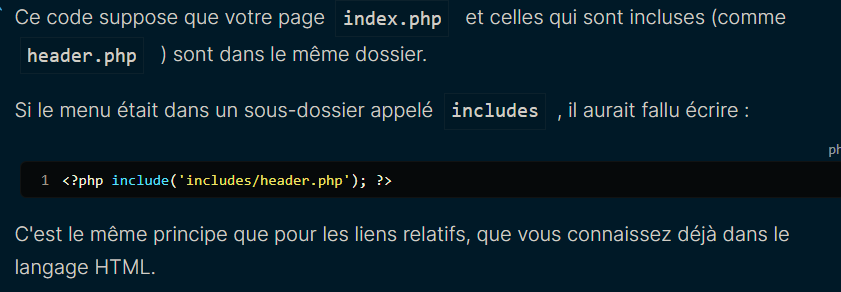 Ce code suppose que votre page index.php et celles qui sont incluses (comme
header.php ) sont dans le même dossier.
Si le menu était dans un sous-dossier appelé includes , il aurait fallu écrire :
ph
1 <?php include('includes/header.php'); ?>
C'est le même principe que pour les liens relatifs, que vous connaissez déjà dans le
langage HTML.